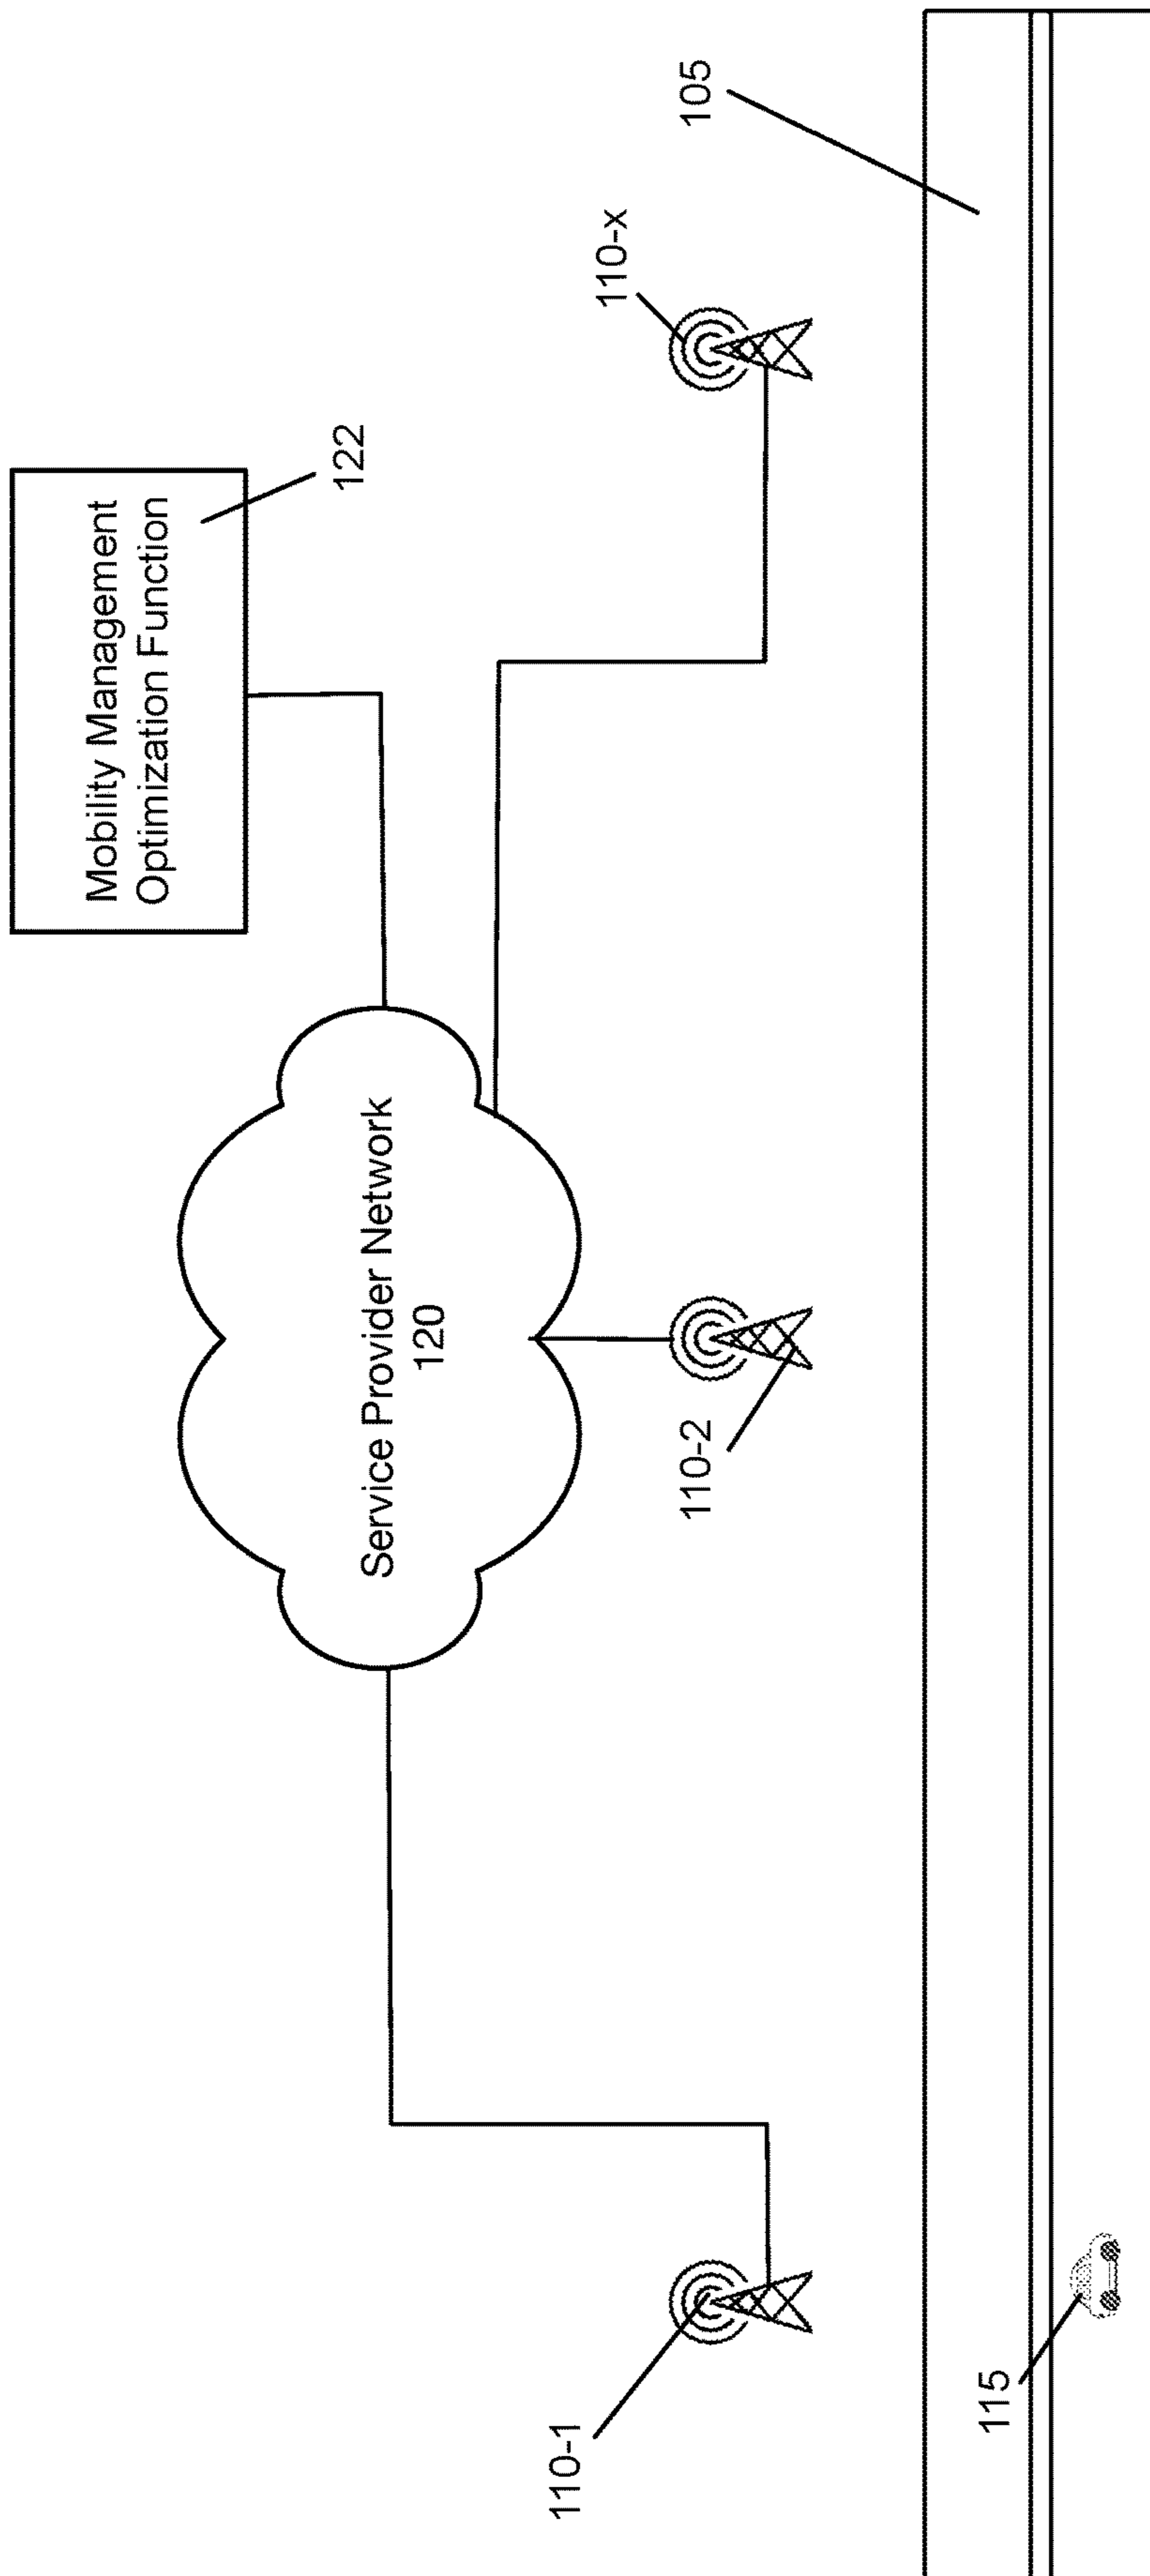 Mobility Management
Optimization Function
122
Service Provider Network
120
110-1
110-2
110-x
105
115